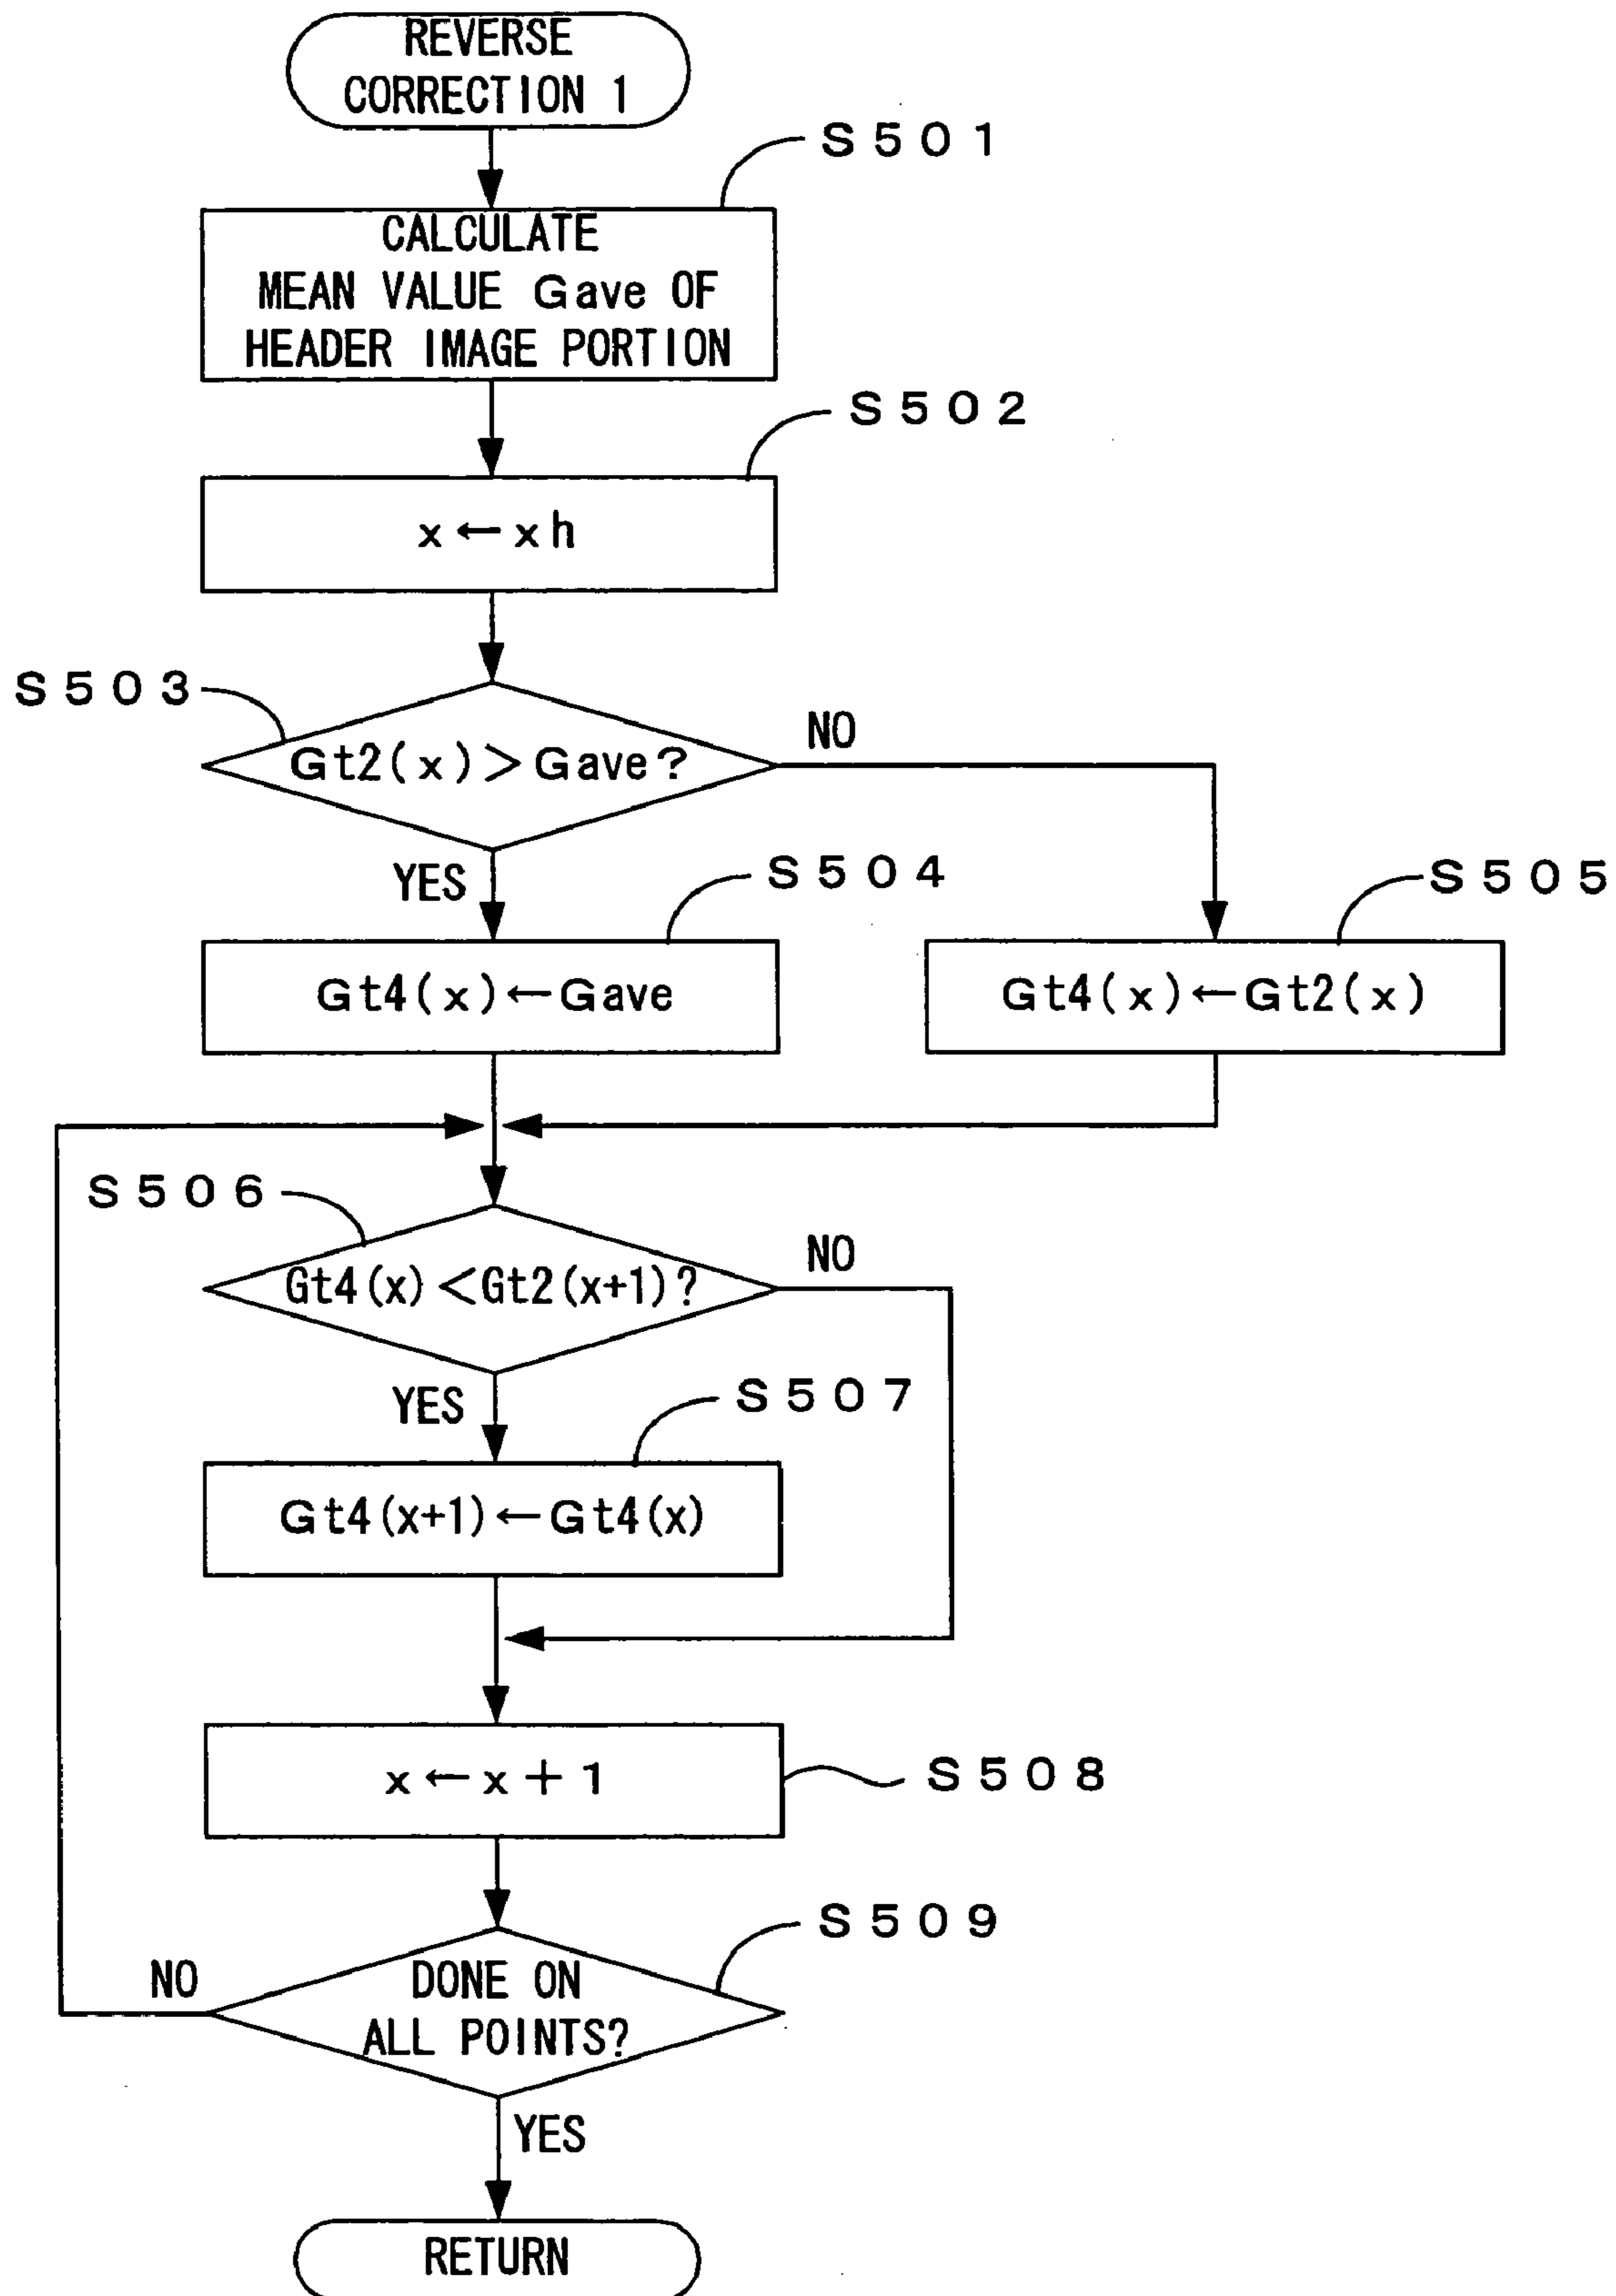 REVERSE
CORRECTION 1
S501
CALCULATE
MEAN VALUE Gave OF
HEADER IMAGE PORTION
S502
x←xh
S503
Gt2(x)>Gave?
NO
YES
S504
S505
Gt4(x)←Gave
Gt4(x)←Gt2(x)
S506
Gt4(x)<Gt2(x+1)?
NO
YES
S507
Gt4(x+1)←Gt4(x)
x←x+1
S508
S509
NO
DONE ON
ALL POINTS?
YES
RETURN